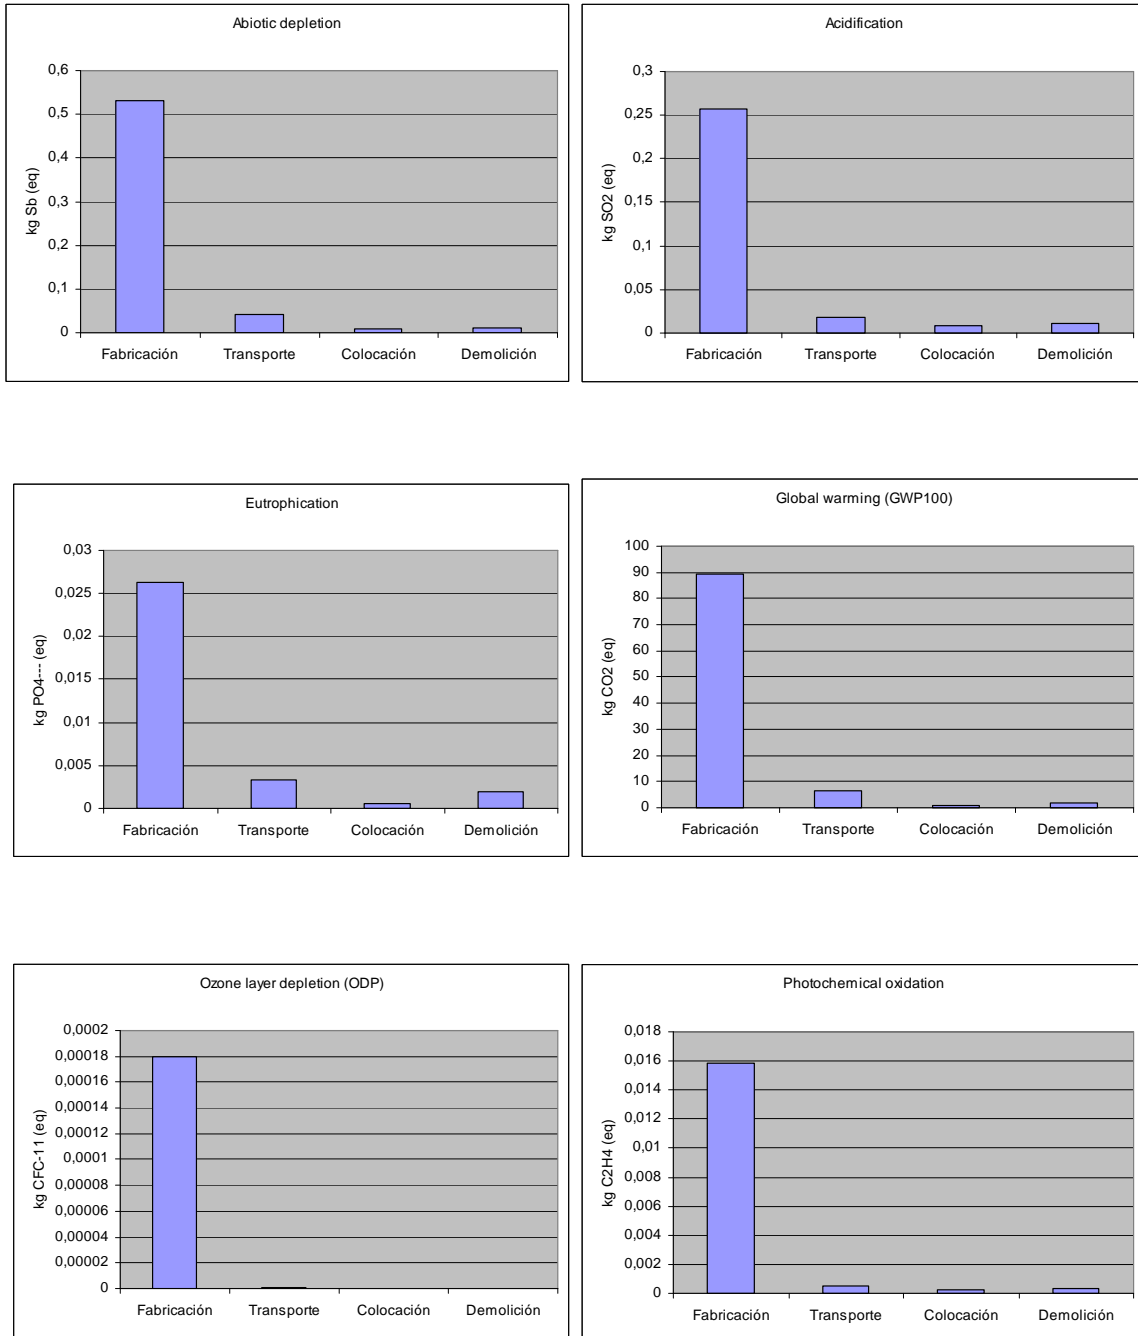 Abiotic depletion
kg Sb (eq)
0,6
0,5
0,4
0,3
0,2
0,1
0
Fabricación Transporte Colocación Demolición
Acidification
kg SO2 (eq)
0,3
0,25
0,2
0,15
0,1
0,05
0
Fabricación Transporte Colocación Demolición
Eutrophication
kg PO4--- (eq)
0,03
0,025
0,02
0,015
0,01
0,005
0
Fabricación Transporte Colocación Demolición
Global warming (GWP100)
kg CO2 (eq)
100
90
80
70
60
50
40
30
20
10
0
Fabricación Transporte Colocación Demolición
Ozone layer depletion (ODP)
kg CFC-11 (eq)
0,0002
0,00018
0,00016
0,00014
0,00012
0,0001
0,00008
0,00006
0,00004
0,00002
0
Fabricación Transporte Colocación Demolición
Photochemical oxidation
kg C2H4 (eq)
0,018
0,016
0,014
0,012
0,01
0,008
0,006
0,004
0,002
0
Fabricación Transporte Colocación Demolición